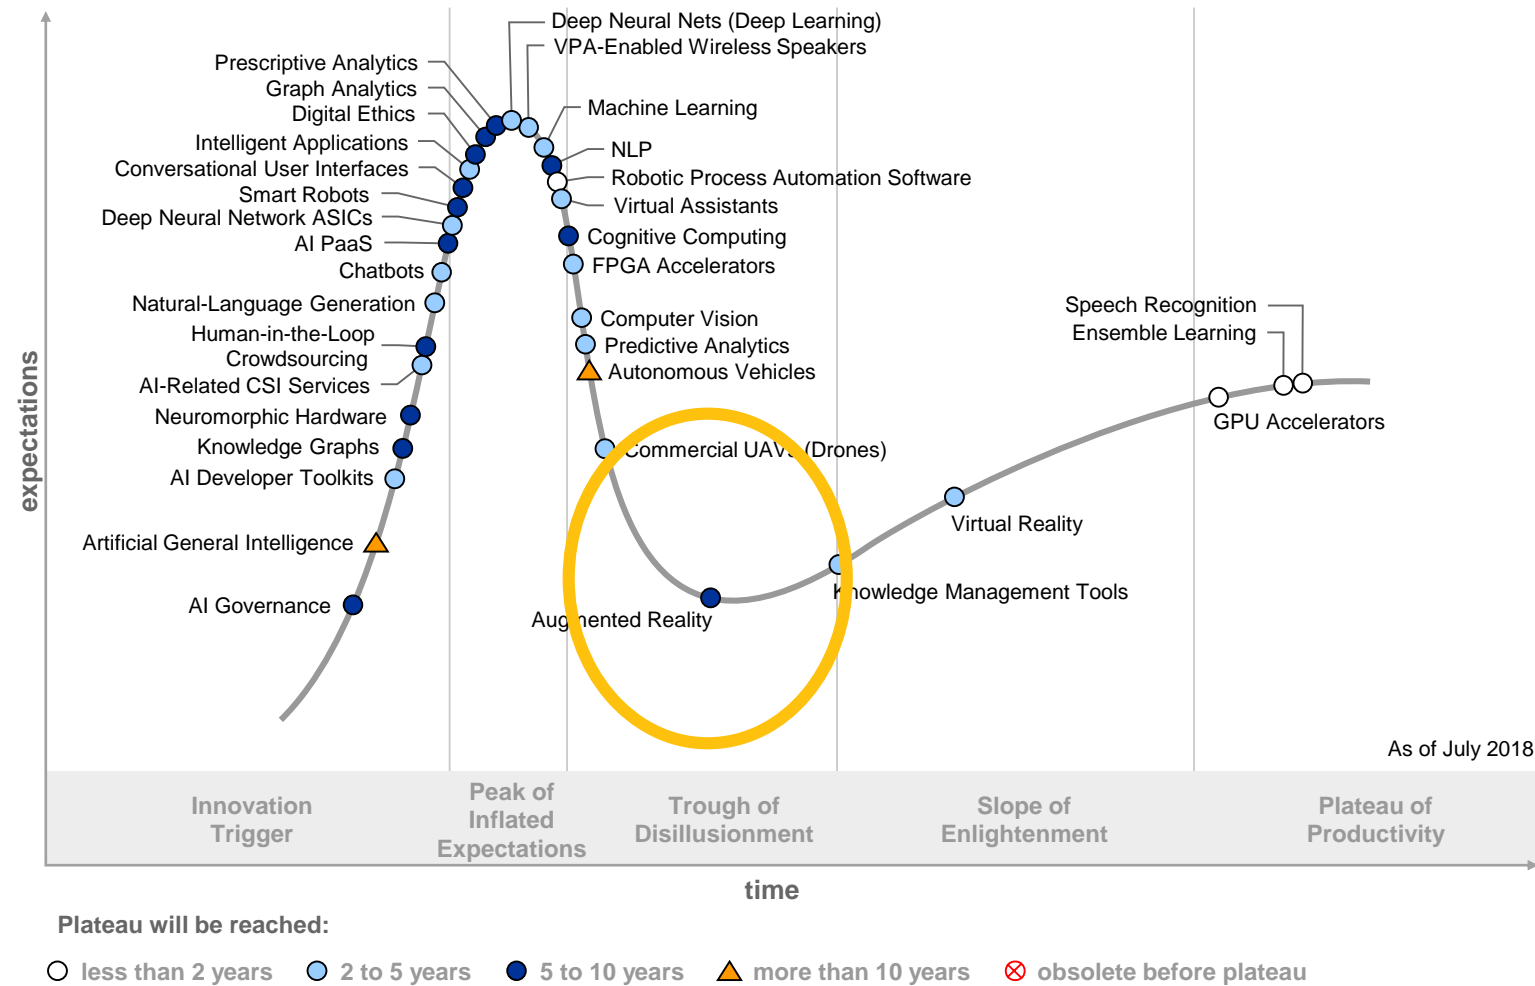 Deep Neural Nets (Deep Learning)
VPA-Enabled Wireless Speakers
Prescriptive Analytics
Graph Analytics
Digital Ethics
Intelligent Applications
Conversational User Interfaces
Smart Robots
Deep Neural Network ASICs
AI PaaS
Chatbots
Natural-Language Generation
Human-in-the-Loop
Crowdsourcing
AI-Related CSI Services
Neuromorphic Hardware
Knowledge Graphs
AI Developer Toolkits
Artificial General Intelligence
AI Governance
Machine Learning
NLP
Robotic Process Automation Software
Virtual Assistants
Cognitive Computing
FPGA Accelerators
Computer Vision
Predictive Analytics
Autonomous Vehicles
Commercial UAVs (Drones)
Augmented Reality
Knowledge Management Tools
Virtual Reality
Speech Recognition
Ensemble Learning
GPU Accelerators
expectations
As of July 2018
Innovation
Trigger
Peak of
Inflated
Expectations
Trough of
Disillusionment
Slope of
Enlightenment
Plateau of
Productivity
time
Plateau will be reached:
less than 2 years
2 to 5 years
5 to 10 years
more than 10 years
obsolete before plateau